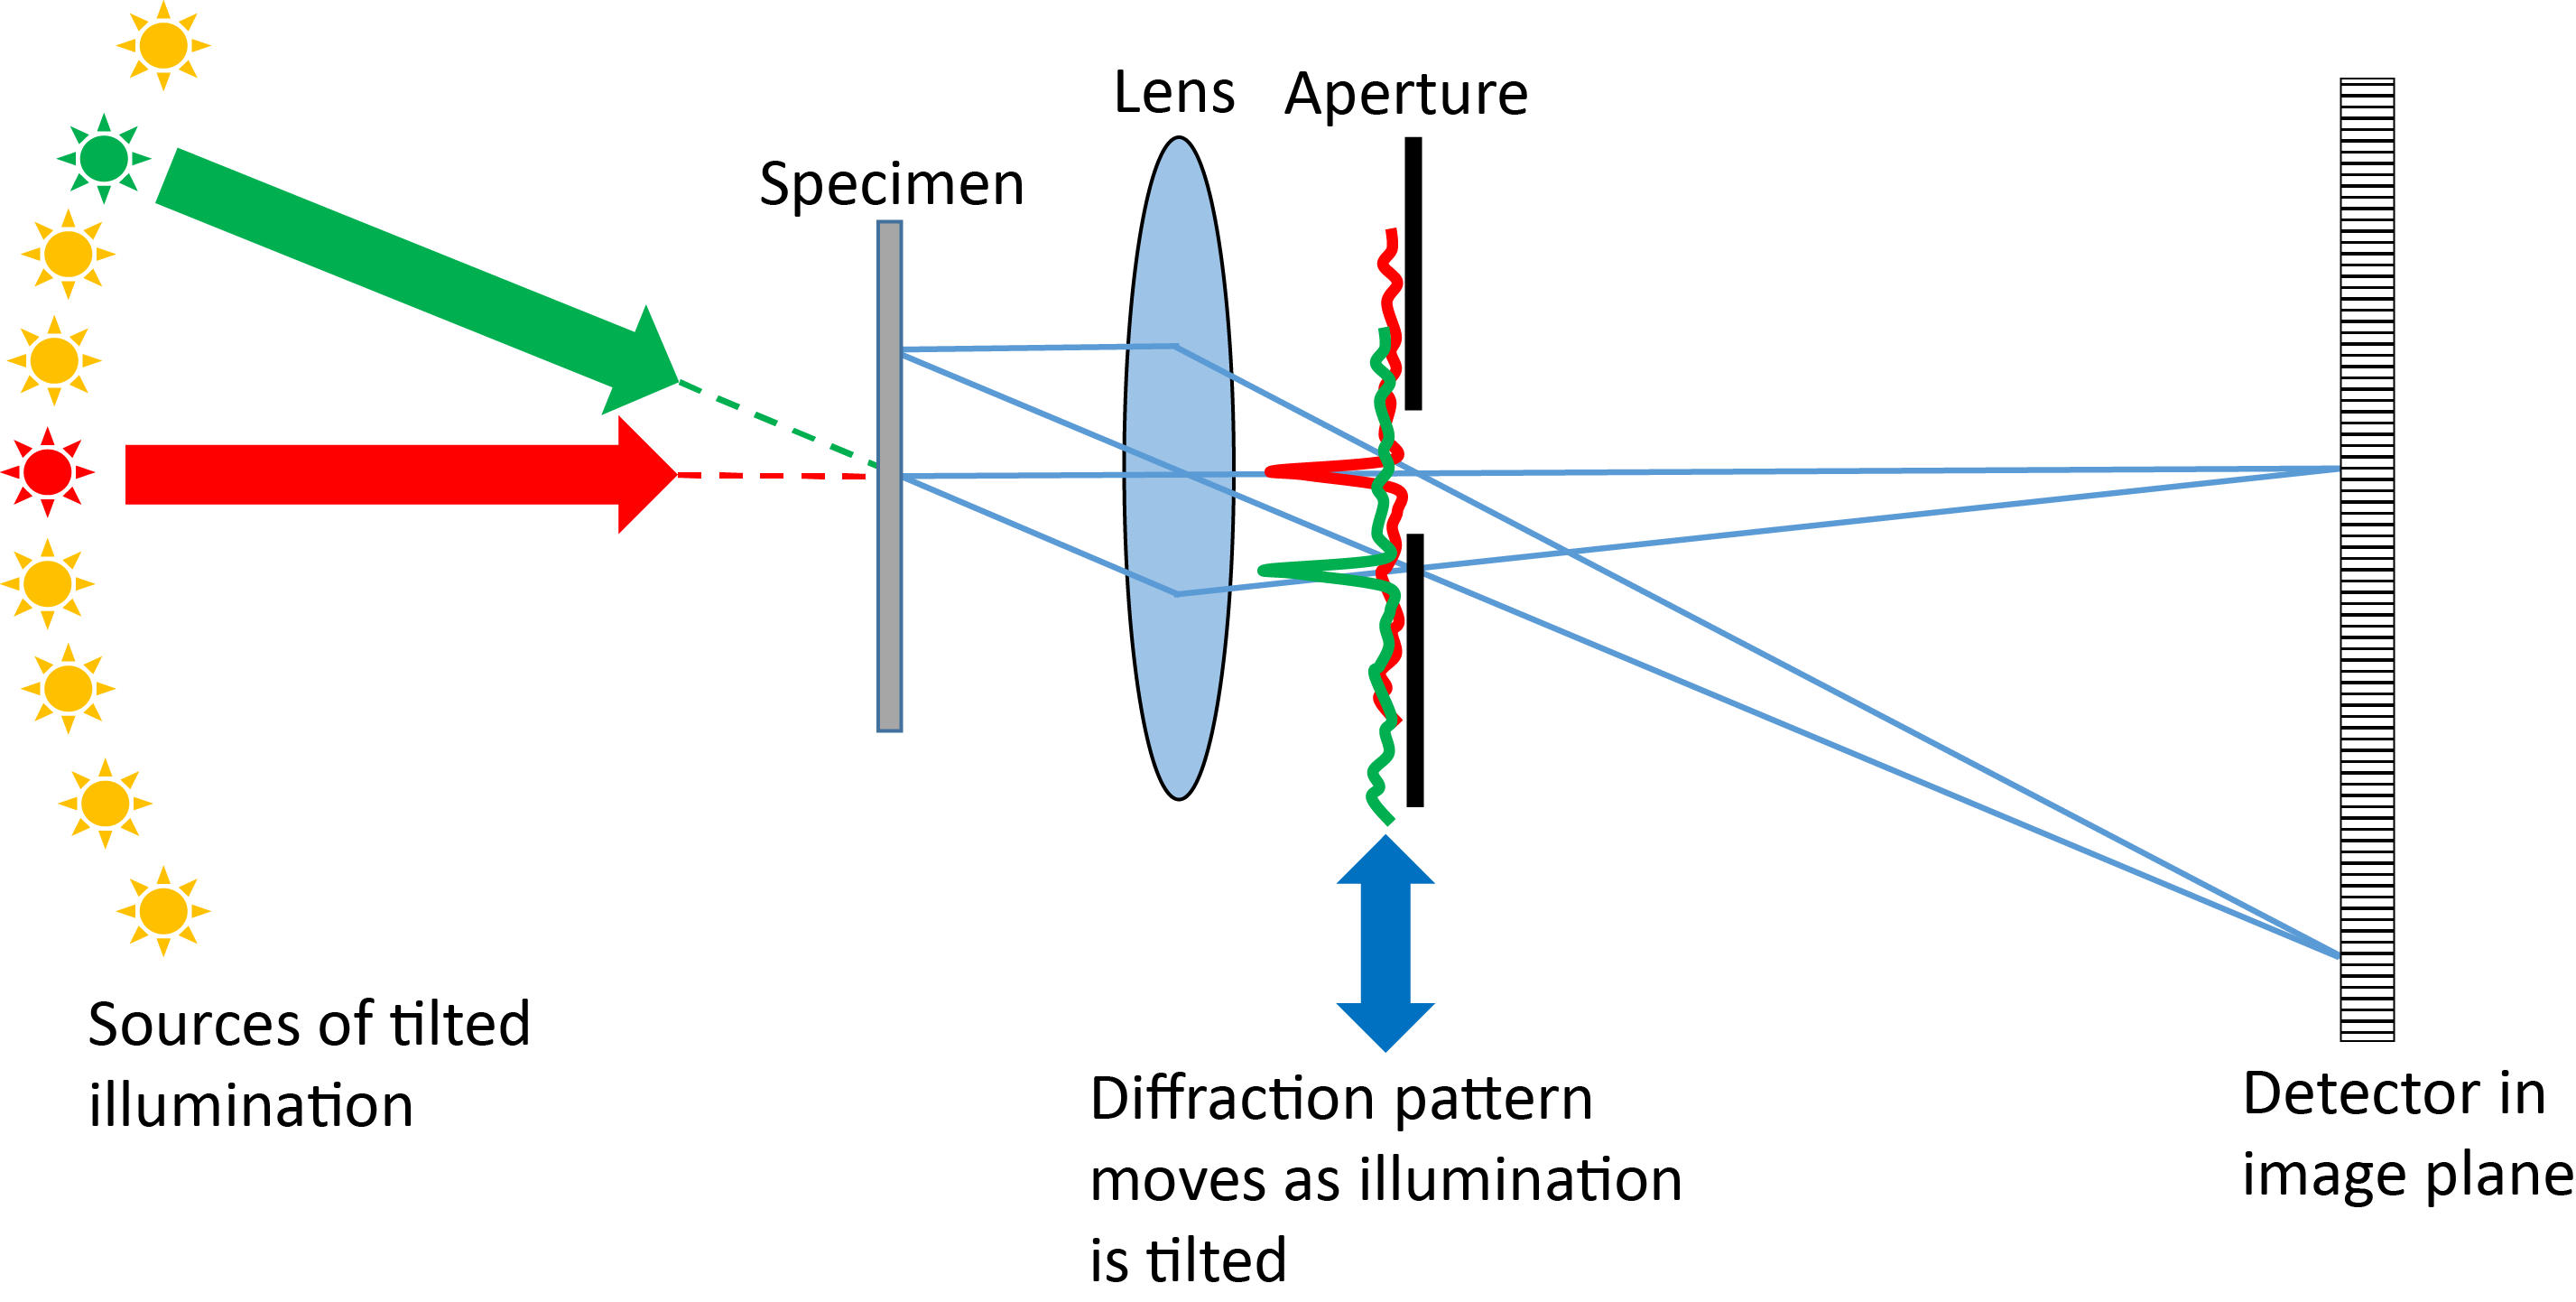 Lens
Aperture
Specimen
Sources of tilted
illumination
Diffraction pattern
moves as illumination
is tilted
Detector in
image plane